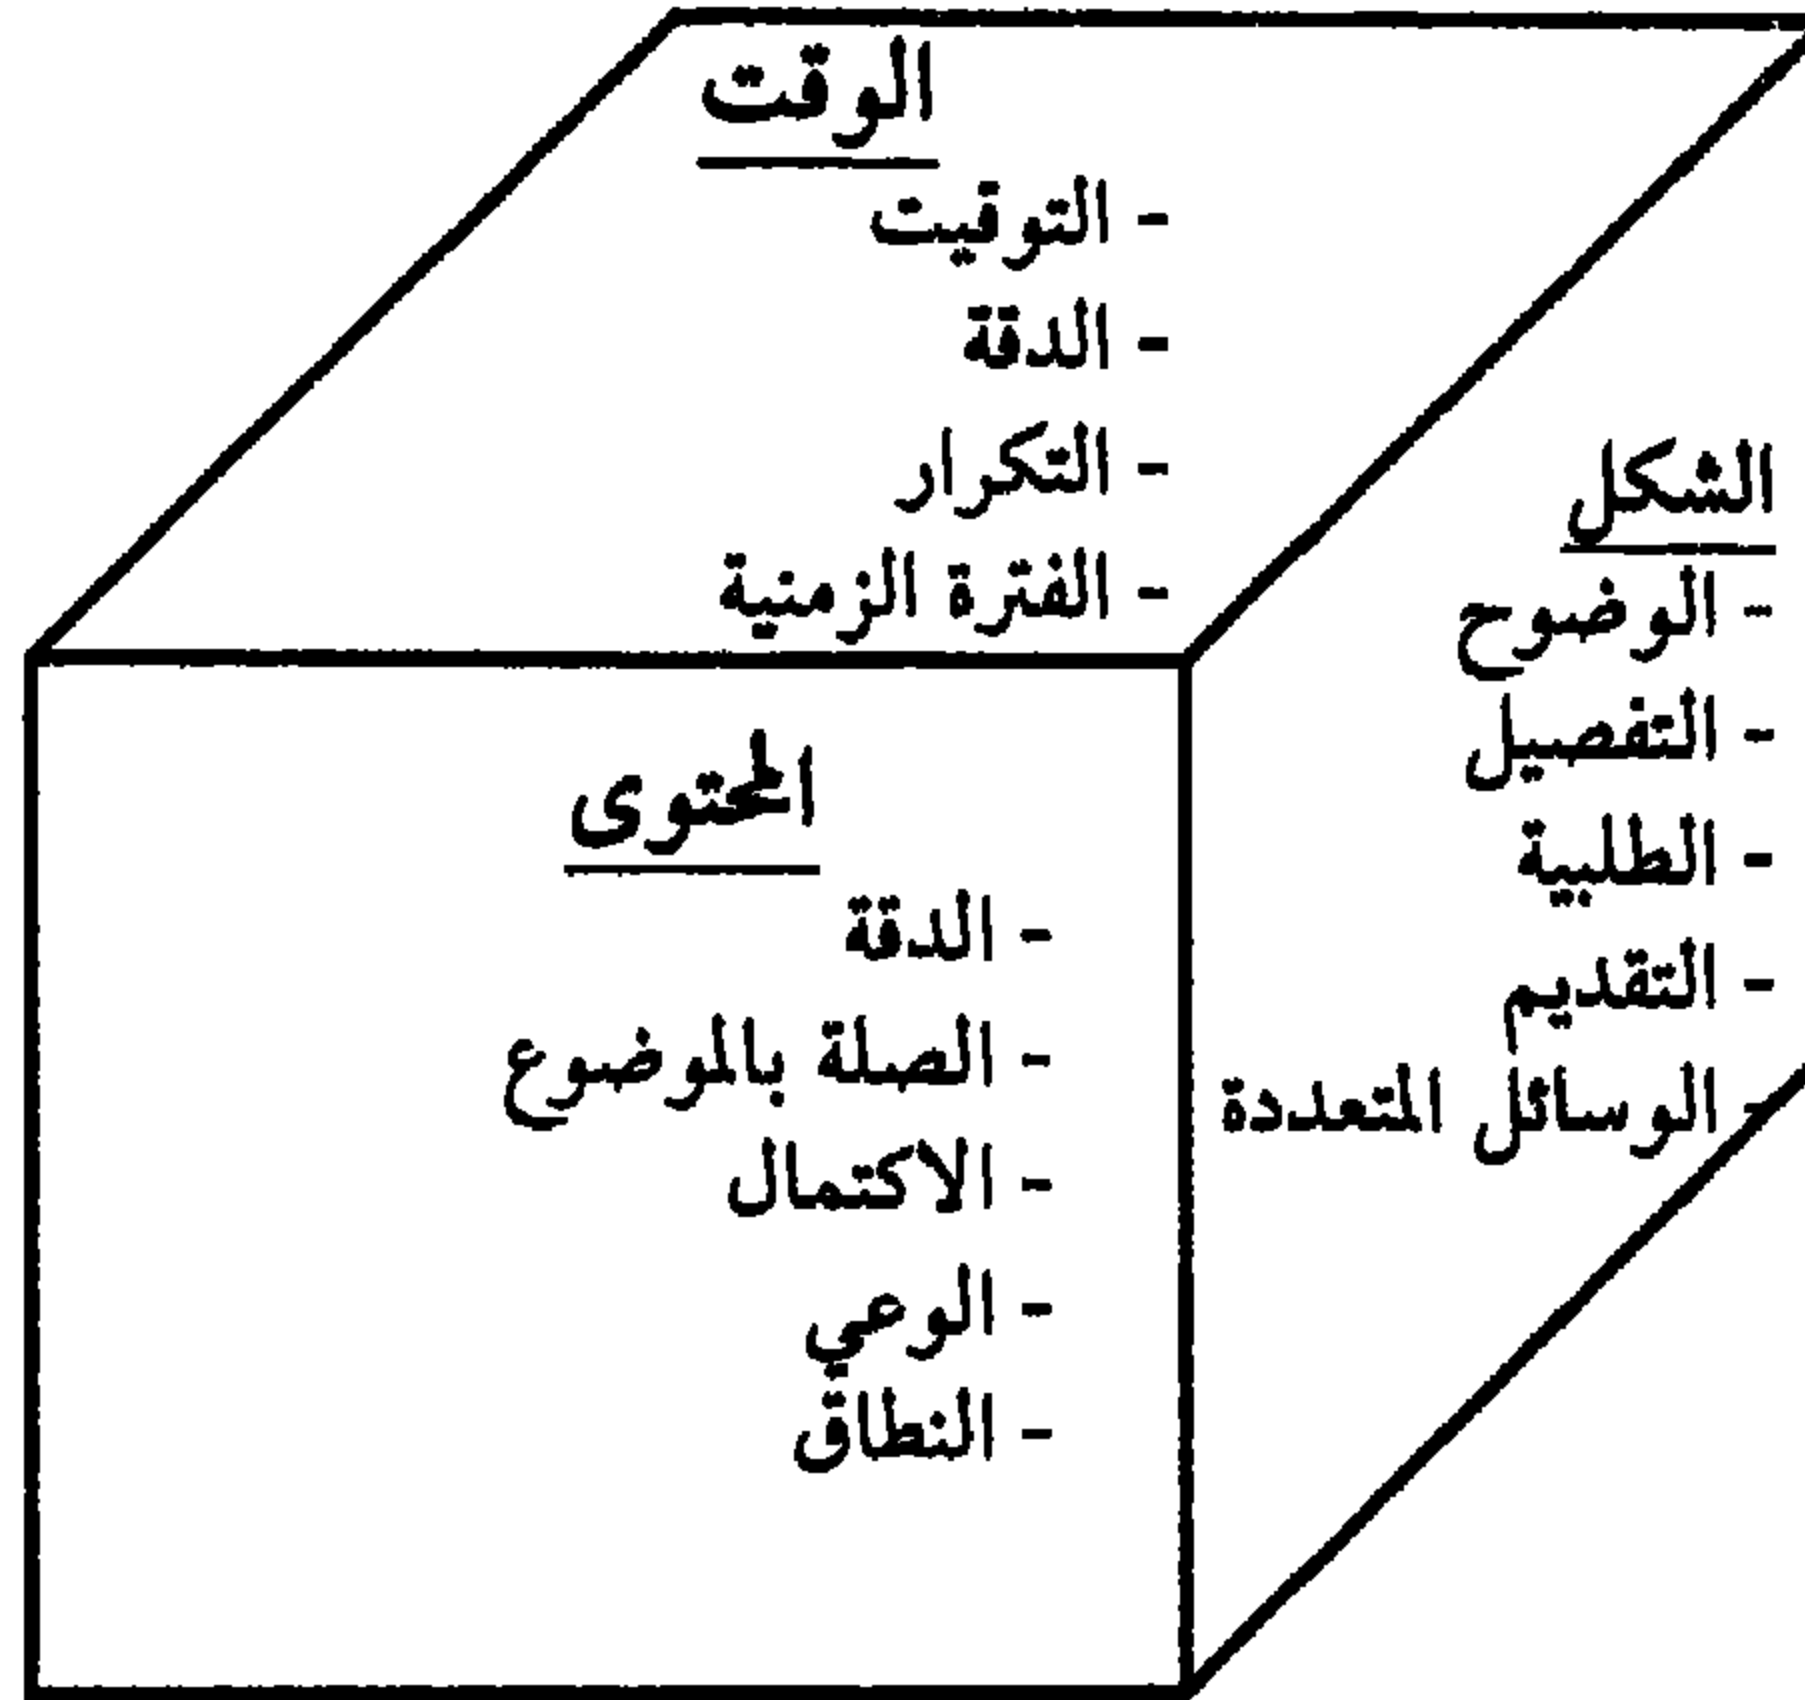 الوقت
- التوقيت
- الدقة
- التكرار
- الفترة الزمنية
الشكل
- الوضوح
- التفصيل
- الطلبية
- التقديم
- الوسائل المتعددة
المحتوى
- الدقة
- الصلة بالموضوع
- الاكتمال
- الوعي
- النطاق